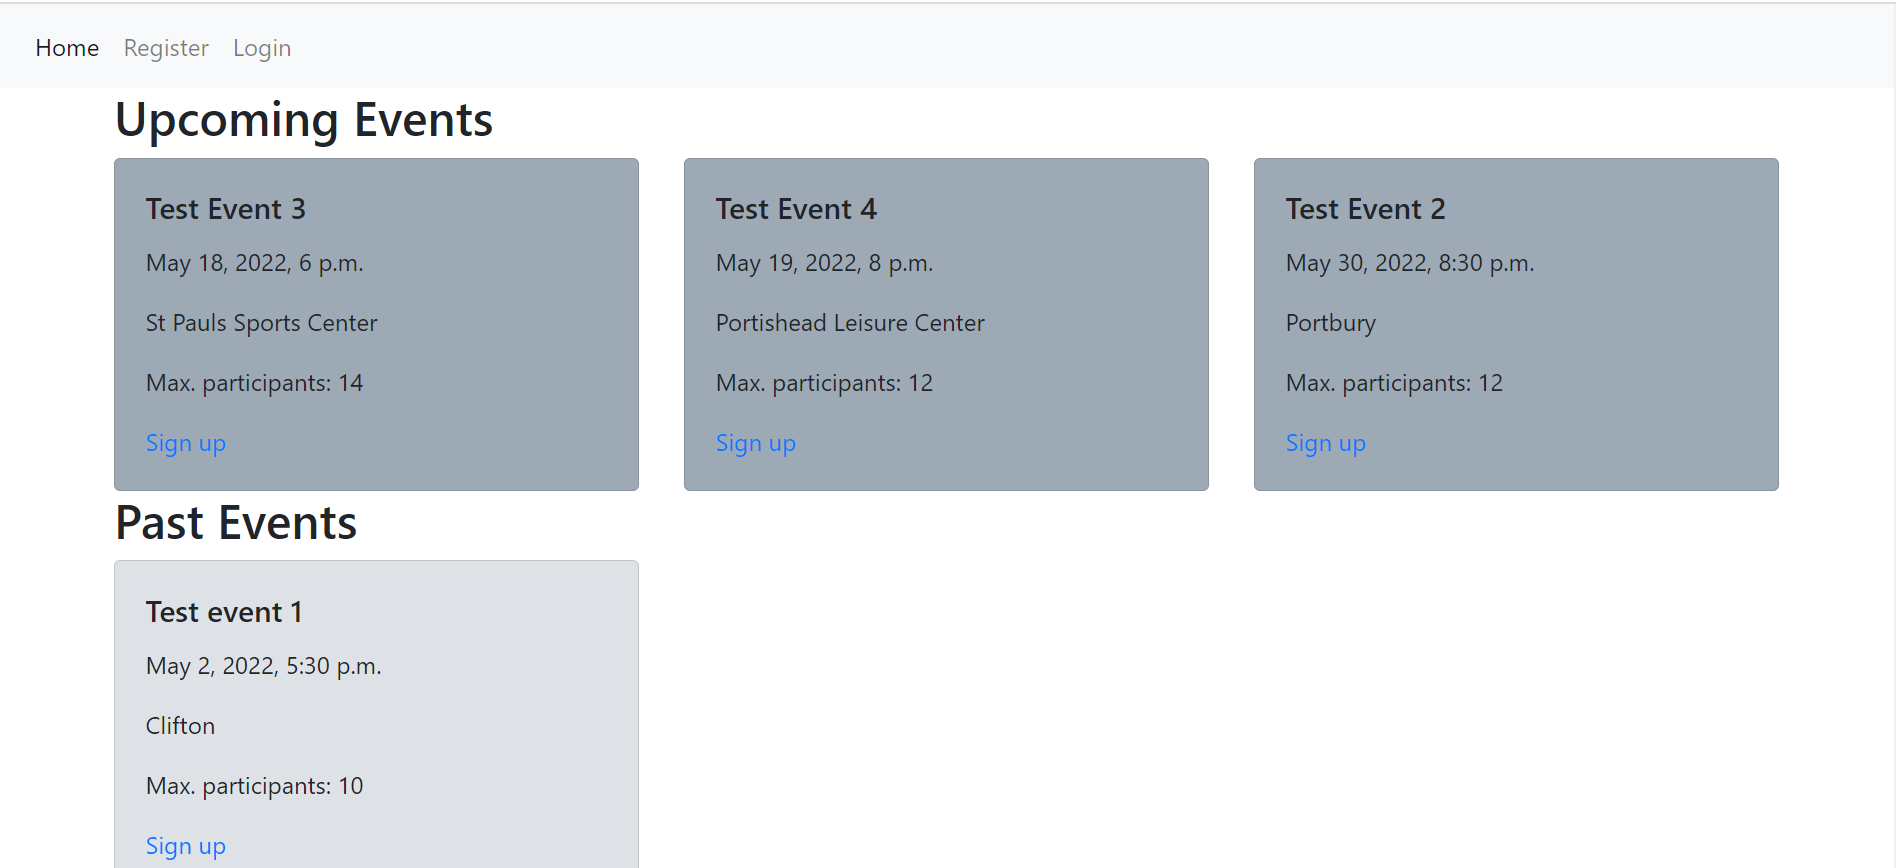 Home Register Login
Upcoming Events
Test Event 3
May 18, 2022, 6 p.m.
St Pauls Sports Center
Max. participants: 14
Sign up
Test Event 4
May 19, 2022, 8 p.m.
Portishead Leisure Center
Max. participants: 12
Sign up
Test Event 2
May 30, 2022, 8:30 p.m.
Portbury
Max. participants: 12
Sign up
Past Events
Test event 1
May 2, 2022, 5:30 p.m.
Clifton
Max. participants: 10
Sign up